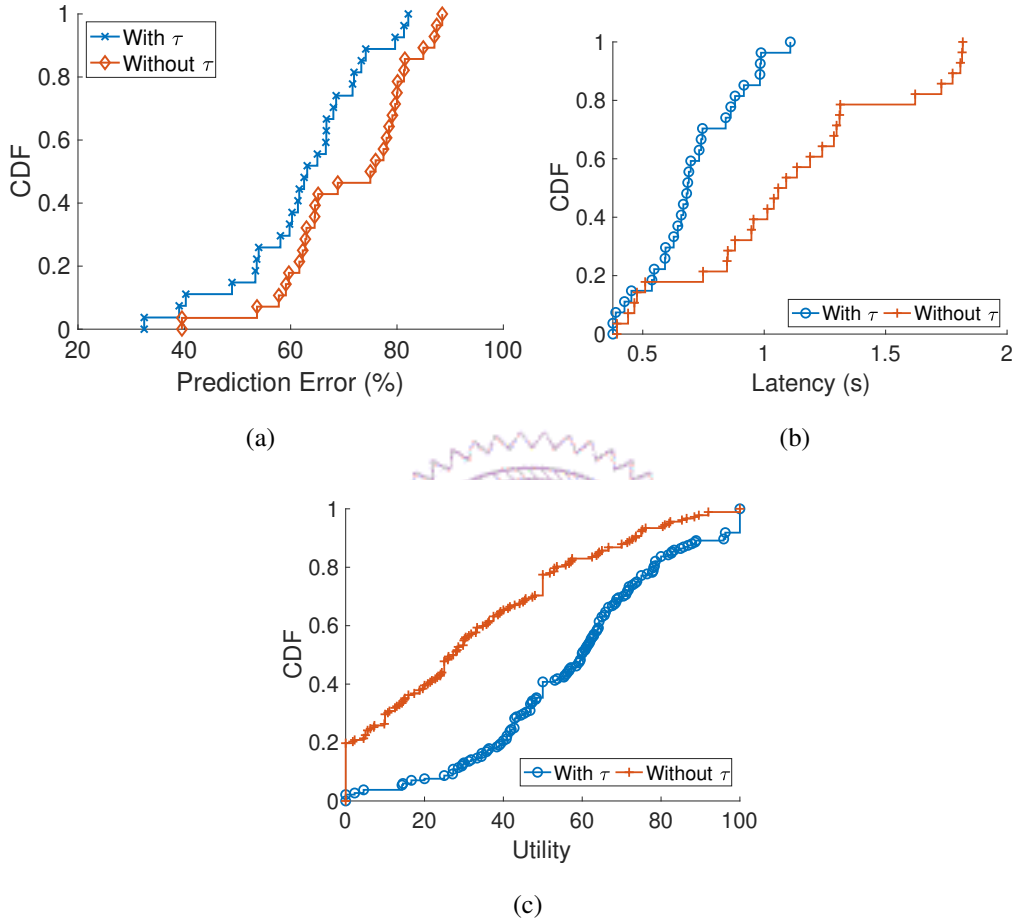 1
0.8
0.6
0.4
0.2
0
CDF
With τ
Without τ
20
40
60
80
100
Prediction Error (%)
(a)
1
0.8
0.6
0.4
0.2
0
CDF
With τ
Without τ
0.5
1
1.5
2
Latency (s)
(b)
1
0.8
0.6
0.4
0.2
0
CDF
With τ
Without τ
0
20
40
60
80
100
Utility
(c)